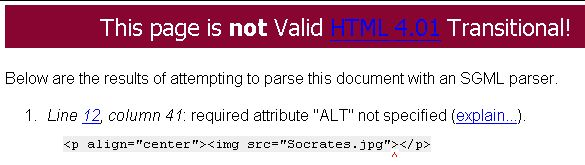 This page is not Valid HTML 4.01 Transitional!
Below are the results of attempting to parse this document with an SGML parser.
1. Line 12, column 41: required attribute "ALT" not specified (explain...).
<p align="center"><img src="Socrates.jpg"></p>
^